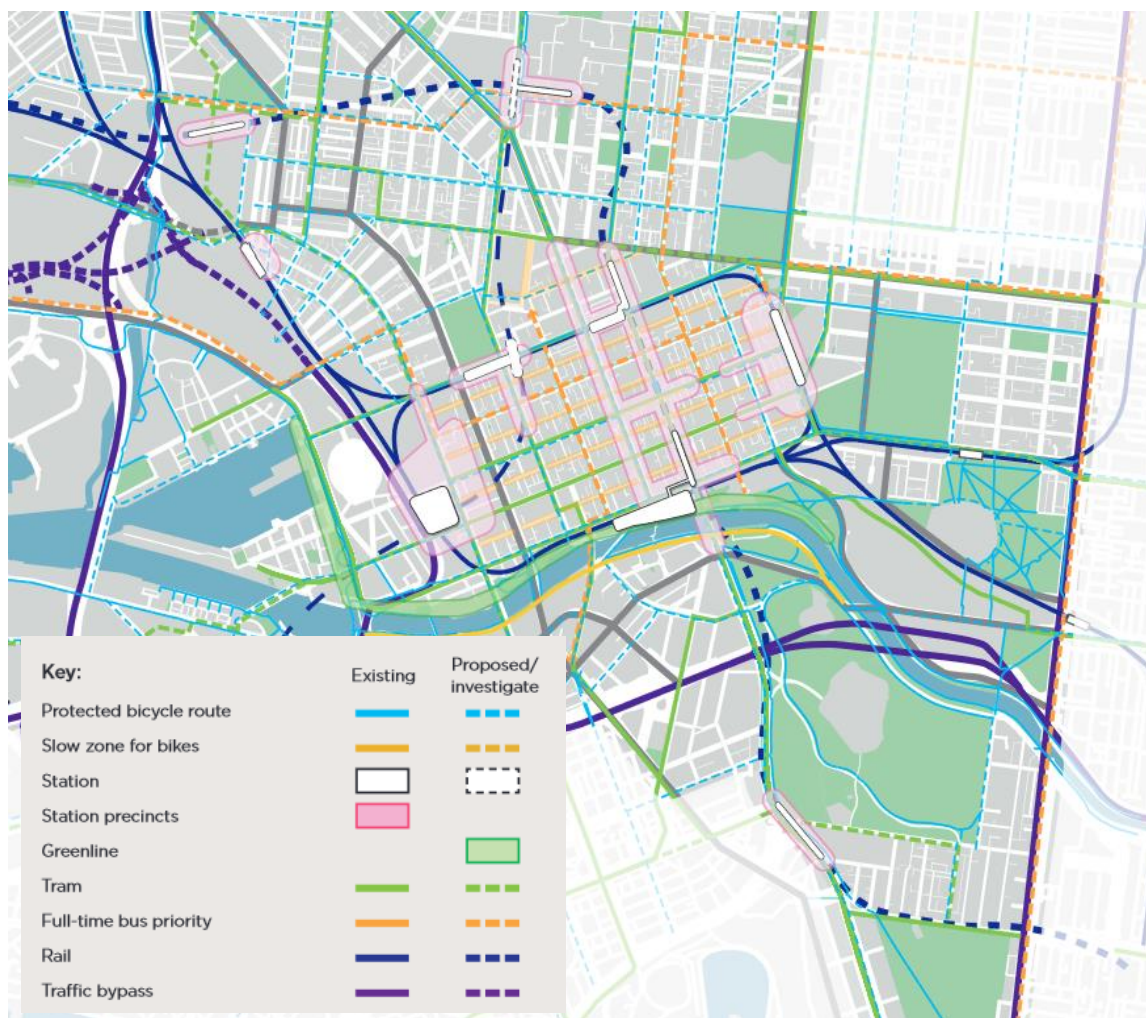 Key:
Existing
Proposed/
investigate
Protected bicycle route
Slow zone for bikes
Station
Station precincts
Greenline
Tram
Full-time bus priority
Rail
Traffic bypass